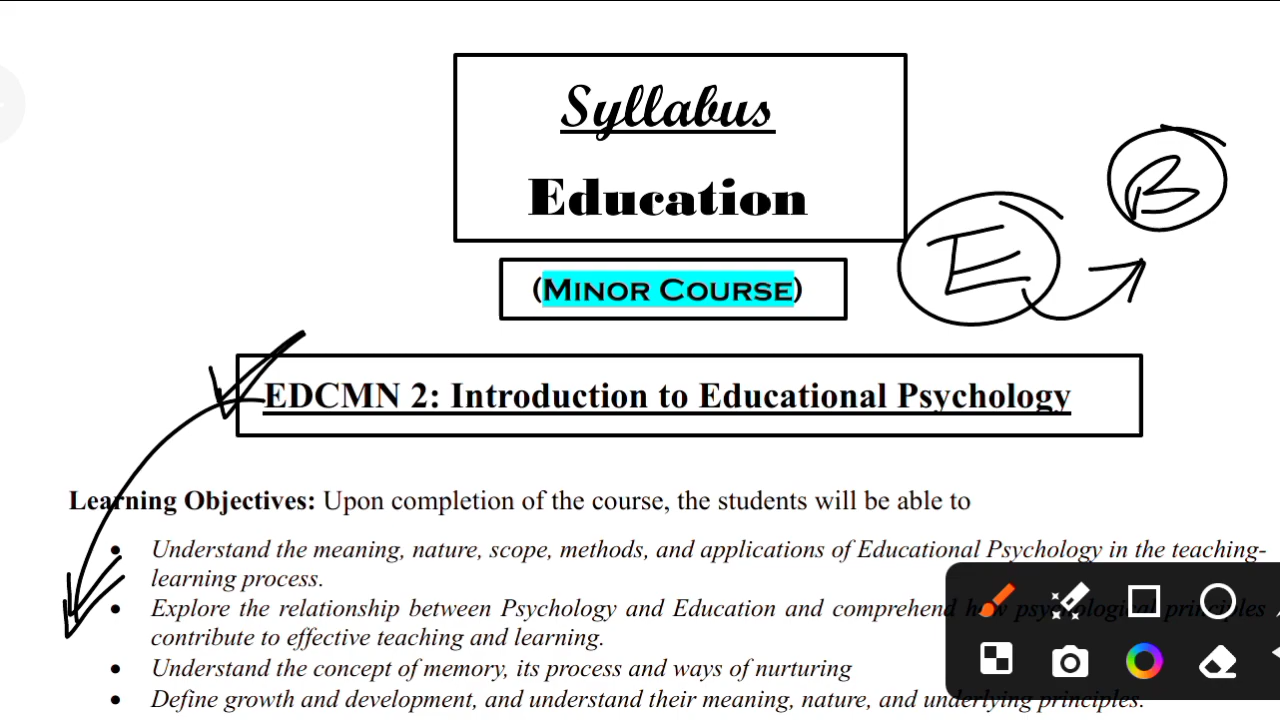 Syllabus
Education
(MINOR COURSE)
E
B
EDCMN 2: Introduction to Educational Psychology
Learning Objectives: Upon completion of the course, the students will be able to
• Understand the meaning, nature, scope, methods, and applications of Educational Psychology in the teaching-
learning process.
• Explore the relationship between Psychology and Education and comprehend how psychological principles
contribute to effective teaching and learning.
• Understand the concept of memory, its process and ways of nurturing
• Define growth and development, and understand their meaning, nature, and underlying principles.